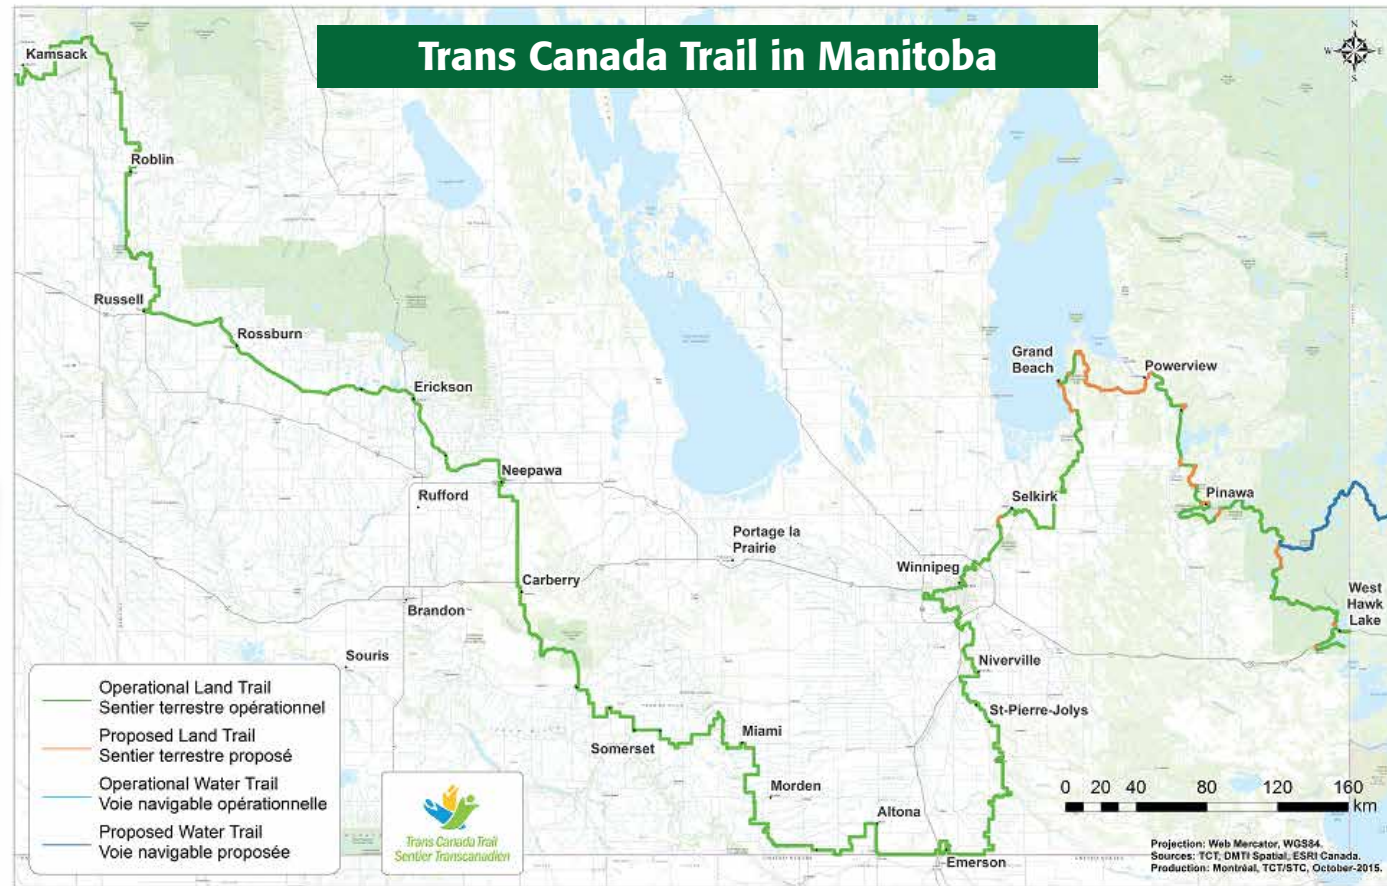 Trans Canada Trail in Manitoba
N
W
E
S
Kamsack
Roblin
Russell
Rossburn
Erickson
Neepawa
Rufford
Carberry
Brandon
Souris
Portage la
Prairie
Somerset
Miami
Morden
Altona
Emerson
St-Pierre-Jolys
Niverville
Winnipeg
Selkirk
Grand
Beach
Powerview
Pinawa
West
Hawk
Lake
Operational Land Trail
Sentier terrestre opérationnel
Proposed Land Trail
Sentier terrestre proposé
Operational Water Trail
Voie navigable opérationnelle
Proposed Water Trail
Voie navigable proposée
Trans Canada Trail
Sentier Transcanadien
0 20 40 80 120 160
km
Projection: Web Mercator, WGS84.
Sources: TCT, DMTI Spatial, ESRI Canada.
Production: Montréal, TCT/STC, October-2015.